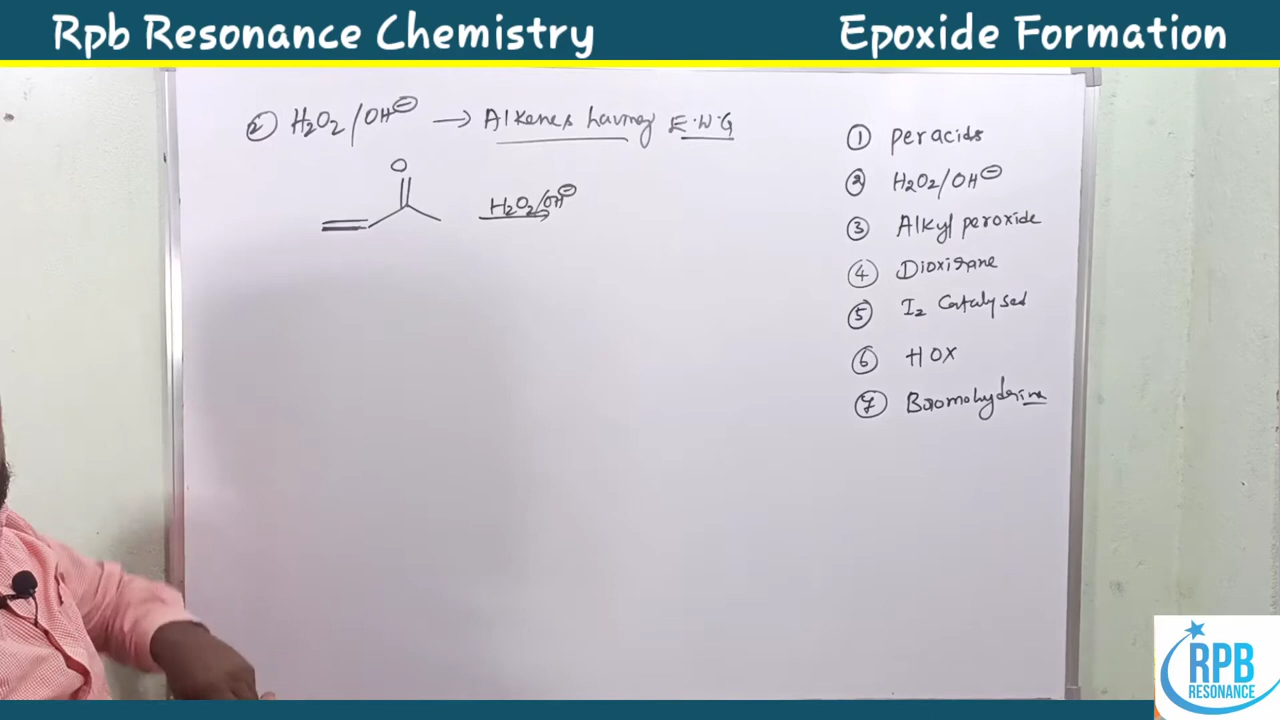 Rpb Resonance Chemistry
Epoxide Formation
② H₂O₂/OH⊖ → Alkenes having E.W.G
O
H₂O₂/OH⊖
① peracids
② H₂O₂/OH⊖
③ Alkyl peroxide
④ Dioxirane
⑤ I₂ Catalysed
⑥ HOX
⑦ Bromohydrine
RPB
RESONANCE